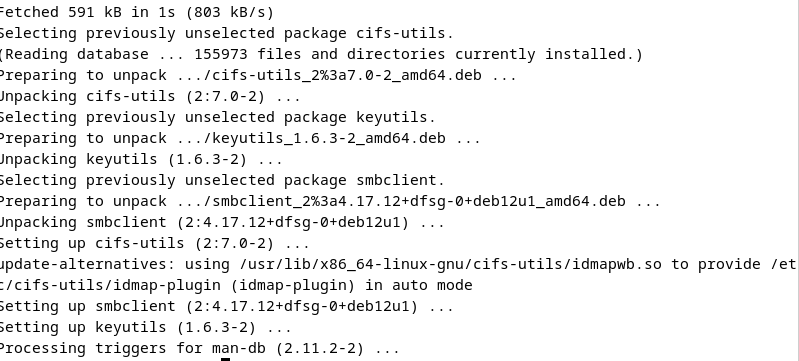 Fetched 591 kB in 1s (803 kB/s)
Selecting previously unselected package cifs-utils.
(Reading database ... 155973 files and directories currently installed.)
Preparing to unpack .../cifs-utils_2%3a7.0-2_amd64.deb ...
Unpacking cifs-utils (2:7.0-2) ...
Selecting previously unselected package keyutils.
Preparing to unpack .../keyutils_1.6.3-2_amd64.deb ...
Unpacking keyutils (1.6.3-2) ...
Selecting previously unselected package smbclient.
Preparing to unpack .../smbclient_2%3a4.17.12+dfsg-0+deb12u1_amd64.deb ...
Unpacking smbclient (2:4.17.12+dfsg-0+deb12u1) ...
Setting up cifs-utils (2:7.0-2) ...
update-alternatives: using /usr/lib/x86_64-linux-gnu/cifs-utils/idmapwb.so to provide /et
c/cifs-utils/idmap-plugin (idmap-plugin) in auto mode
Setting up smbclient (2:4.17.12+dfsg-0+deb12u1) ...
Setting up keyutils (1.6.3-2) ...
Processing triggers for man-db (2.11.2-2) ...